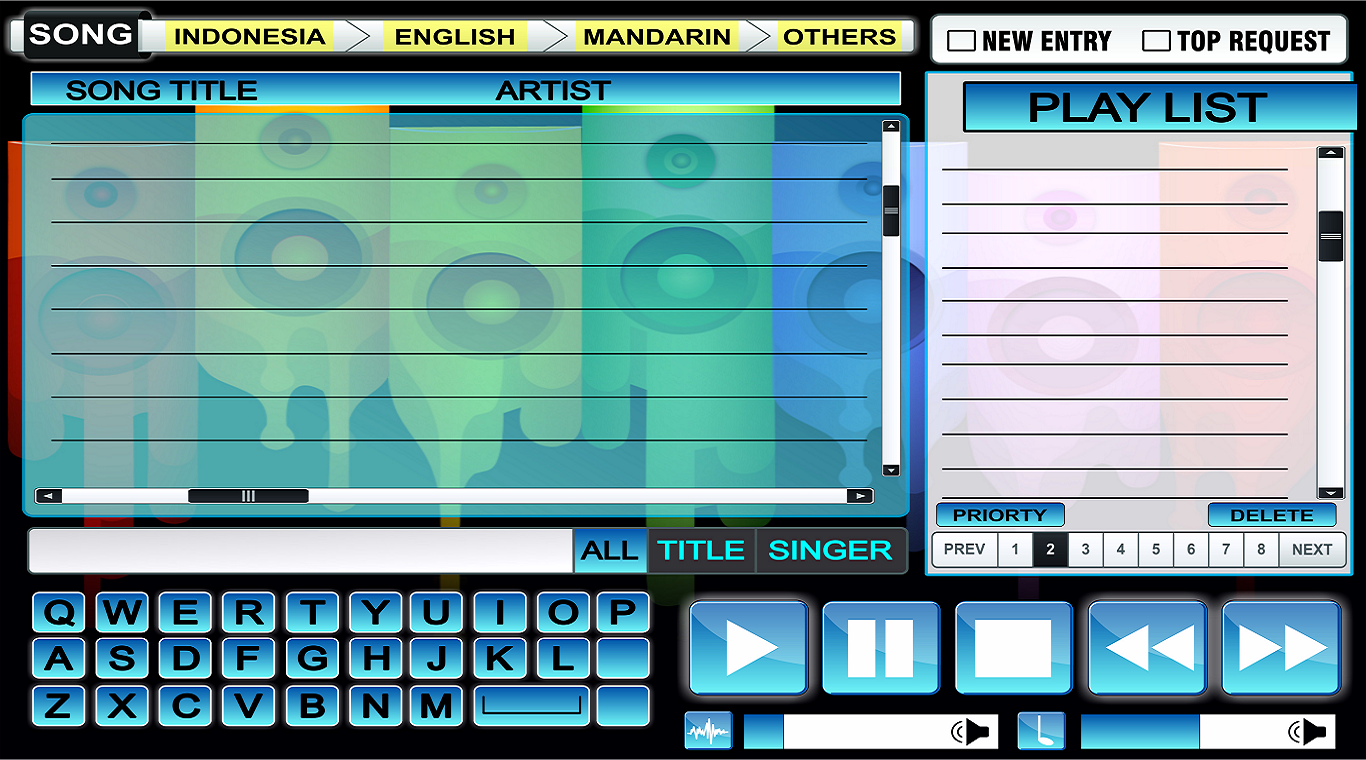 SONG INDONESIA ENGLISH MANDARIN OTHERS
NEW ENTRY TOP REQUEST
SONG TITLE ARTIST
PLAY LIST
PRIORTY DELETE
PREV 1 2 3 4 5 6 7 8 NEXT
ALL TITLE SINGER
Q W E R T Y U I O P
A S D F G H J K L
Z X C V B N M